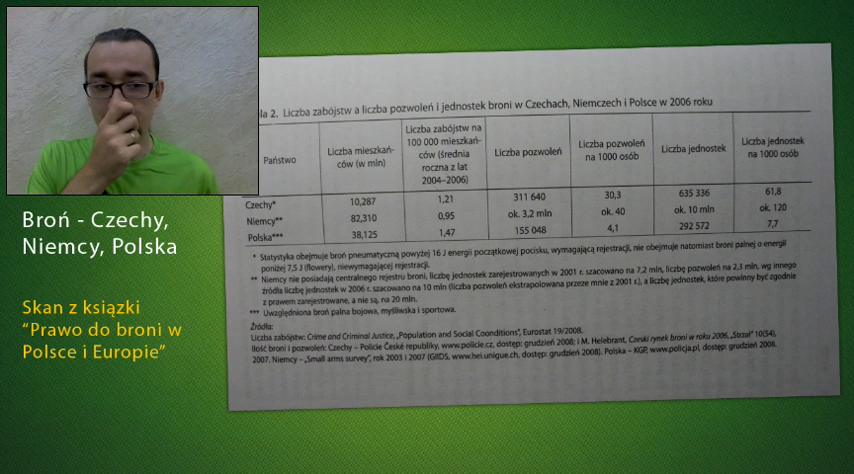 Broń - Czechy,
Niemcy, Polska
Skan z ksiązki
“Prawo do broni w
Polsce i Europie”
la 2. Liczba zabójstw a liczba pozwoleń i jednostek broni w Czechach, Niemczech i Polsce w 2006 roku
Państwo
Liczba mieszkań-
ców (w mln)
Liczba zabójstw na
100 000 mieszkań-
ców (średnia
roczna z lat
2004–2006)
Liczba pozwoleń
Liczba pozwoleń
na 1000 osób
Liczba jednostek
Liczba jednostek
na 1000 osób
Czechy* 10,287 1,21 311 640 30,3 635 336 61,8
Niemcy** 82,310 0,95 ok. 3,2 mln ok. 40 ok. 10 mln ok. 120
Polska*** 38,125 1,47 155 048 4,1 292 572 7,7
* Statystyka obejmuje broń pneumatyczną powyżej 16 J energii początkowej pocisku, wymagającą rejestracji, nie obejmuje natomiast broni palnej o energii
poniżej 7,5 J (flowery), niewymagającej rejestracji.
** Niemcy nie posiadają centralnego rejestru broni, liczbę jednostek zarejestrowanych w 2001 r. szacowano na 7,2 mln, liczbę pozwoleń na 2,3 mln, wg innego
źródła liczbę jednostek w 2006 r. szacowano na 10 mln (liczba pozwoleń ekstrapolowana przeze mnie z 2001 r.), a liczbę jednostek, które powinny być zgodnie
z prawem zarejestrowane, a nie są, na 20 mln.
*** Uwzględniona broń palna bojowa, myśliwska i sportowa.
Źródła:
Liczba zabójstw: Crime and Criminal Justice, „Population and Social Coonditions”, Eurostat 19/2008.
Ilość broni i pozwoleń: Czechy – Policie České republiky, www.policie.cz, dostęp: grudzień 2008; i M. Helebrant, Czeski rynek broni w roku 2006, „Strzał” 10(54),
2007. Niemcy – „Small arms survey”, rok 2003 i 2007 (GIIDS, www.hei.unigue.ch, dostęp: grudzień 2008). Polska – KGP, www.policja.pl, dostęp: grudzień 2008.